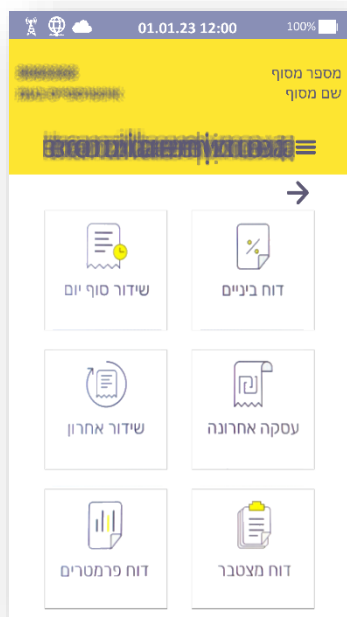 01.01.23 12:00 100%
מספר מסוף
שם מסוף
דוח ביניים
שידור סוף יום
עסקה אחרונה
שידור אחרון
דוח מצטבר
דוח פרמטרים